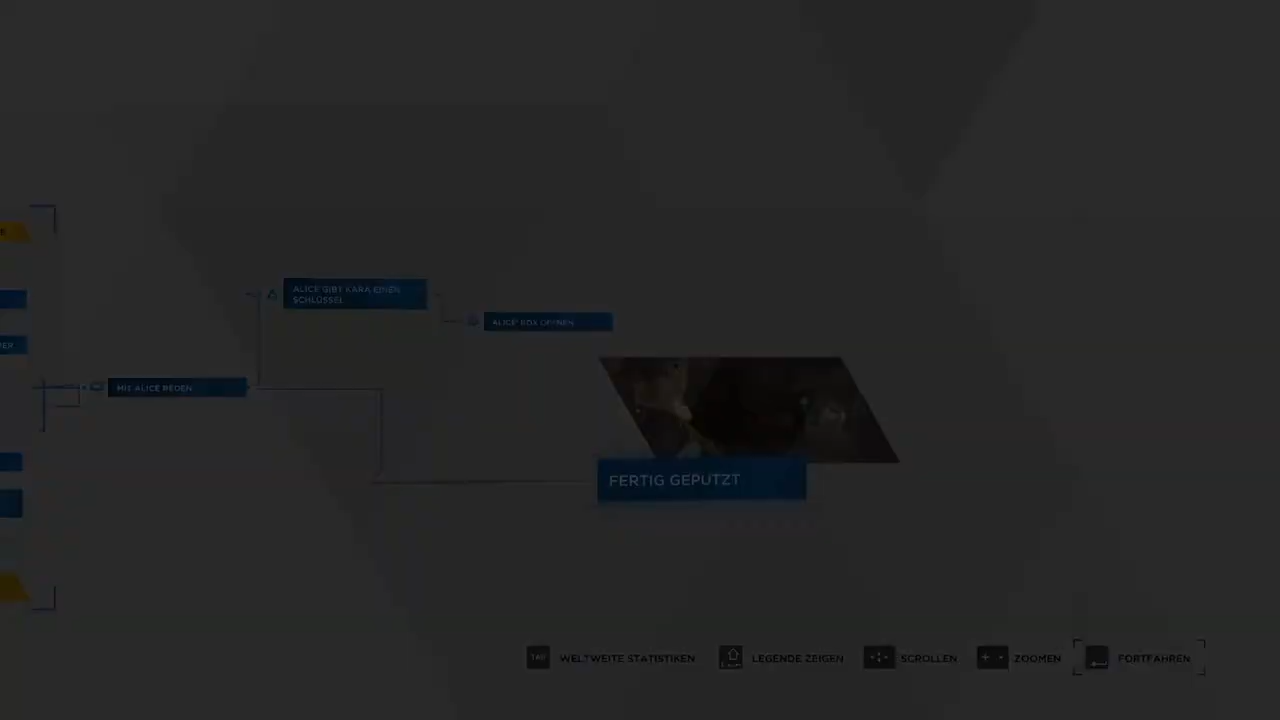 ALICE GIBT KARA EINEN
SCHLÜSSEL
ALICE' BOX ÖFFNEN
MIT ALICE REDEN
FERTIG GEPUTZT
TAB WELTWEITE STATISTIKEN
LEGENDE ZEIGEN
SCROLLEN
ZOOMEN
FORTFAHREN